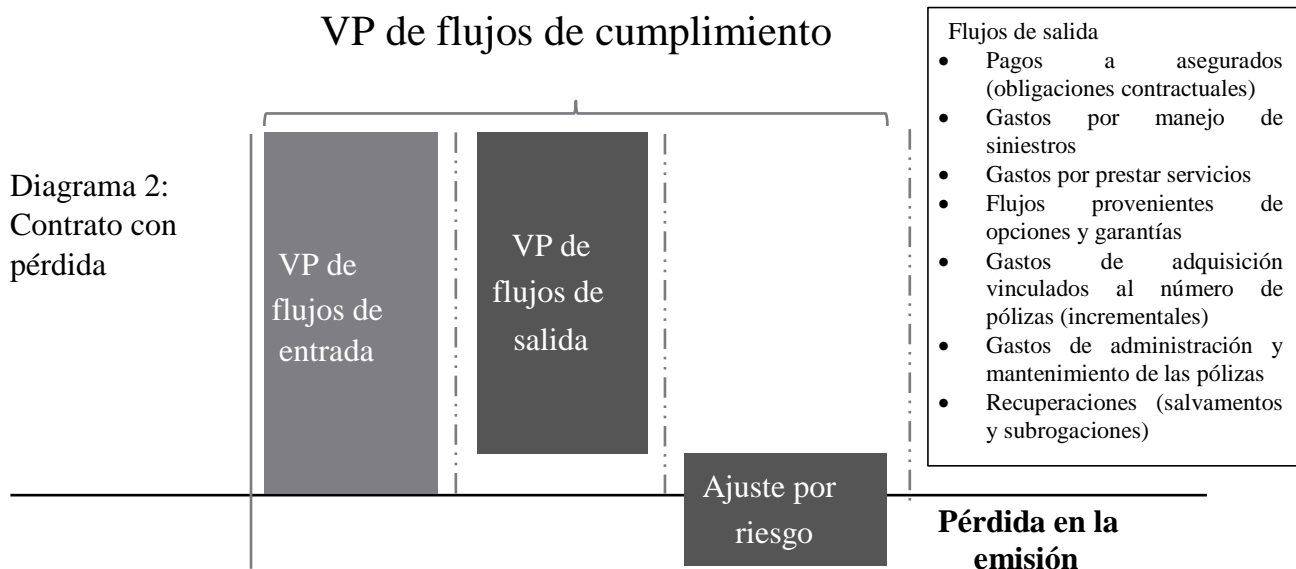 VP de flujos de cumplimiento
Diagrama 2:
Contrato con
pérdida
VP de
flujos de
entrada
VP de
flujos de
salida
Ajuste por
riesgo
Pérdida en la
emisión
Flujos de salida
• Pagos a asegurados
(obligaciones contractuales)
• Gastos por manejo de
siniestros
• Gastos por prestar servicios
• Flujos provenientes de
opciones y garantías
• Gastos de adquisición
vinculados al número de
pólizas (incrementales)
• Gastos de administración y
mantenimiento de las pólizas
• Recuperaciones (salvamentos
y subrogaciones)